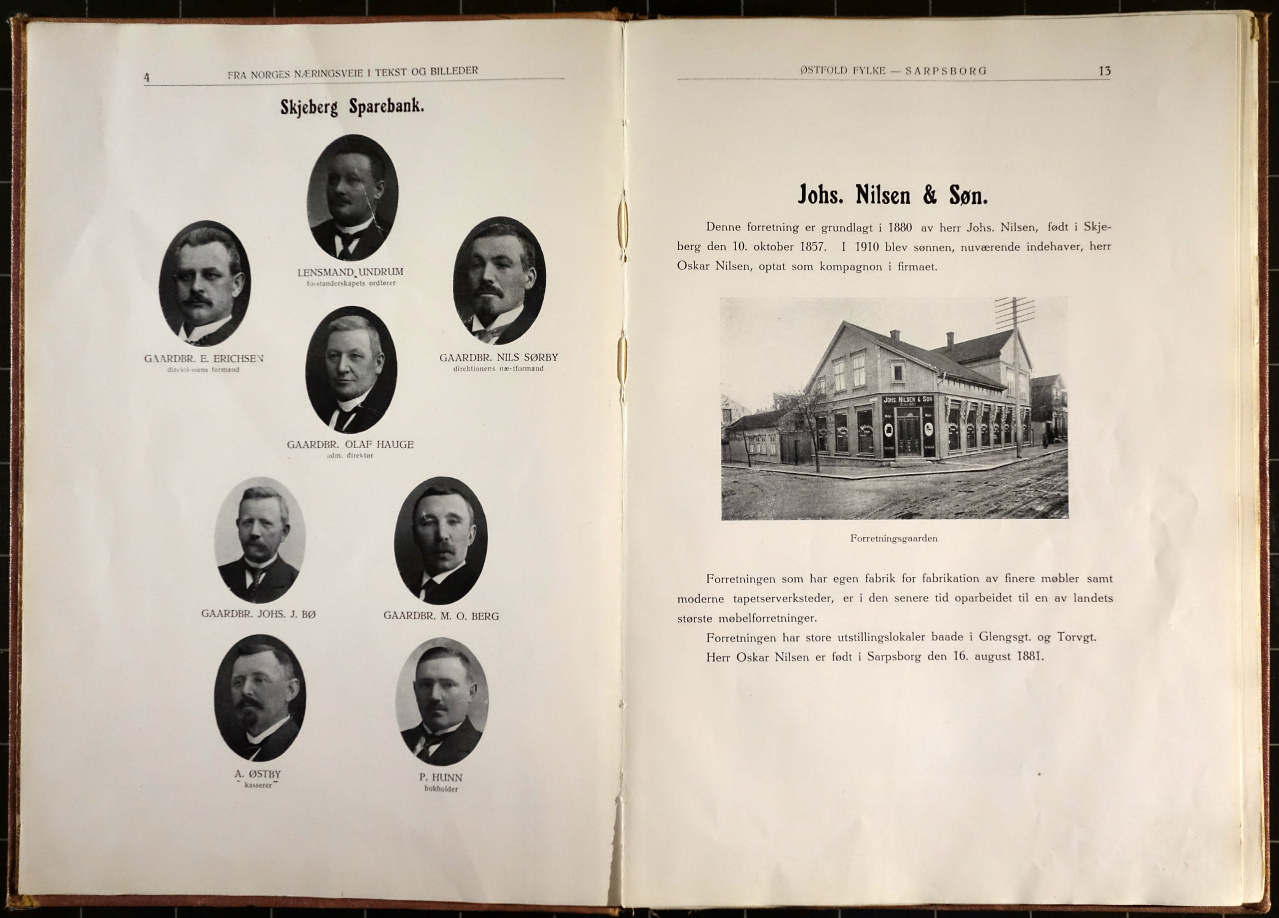 4
FRA NORGES NÆRINGSVEIE I TEKST OG BILLEDER
Skjeberg Sparebank.
LENSMAND UNDRUM
forstanderskapets ordfører
GAARDBR. E. ERICHSEN
direktionens formand
GAARDBR. NILS SØRBY
direktionens næstformand
GAARDBR. OLAF HAUGE
adm. direktør
GAARDBR. JOHS. J. BØ
GAARDBR. M. O. BERG
A. ØSTBY
kasserer
P. HUNN
bokholder
ØSTFOLD FYLKE — SARPSBORG
13
Johs. Nilsen & Søn.
Denne forretning er grundlagt i 1880 av herr Johs. Nilsen, født i Skje-
berg den 10. oktober 1857. I 1910 blev sønnen, nuværende indehaver, herr
Oskar Nilsen, optat som kompagnon i firmaet.
JOHS. NILSEN & SØN
Forretningsgaarden
Forretningen som har egen fabrik for fabrikation av finere møbler samt
moderne tapetserverksteder, er i den senere tid oparbeidet til en av landets
største møbelforretninger.
Forretningen har store utstillingslokaler baade i Glengsgt. og Torvgt.
Herr Oskar Nilsen er født i Sarpsborg den 16. august 1881.